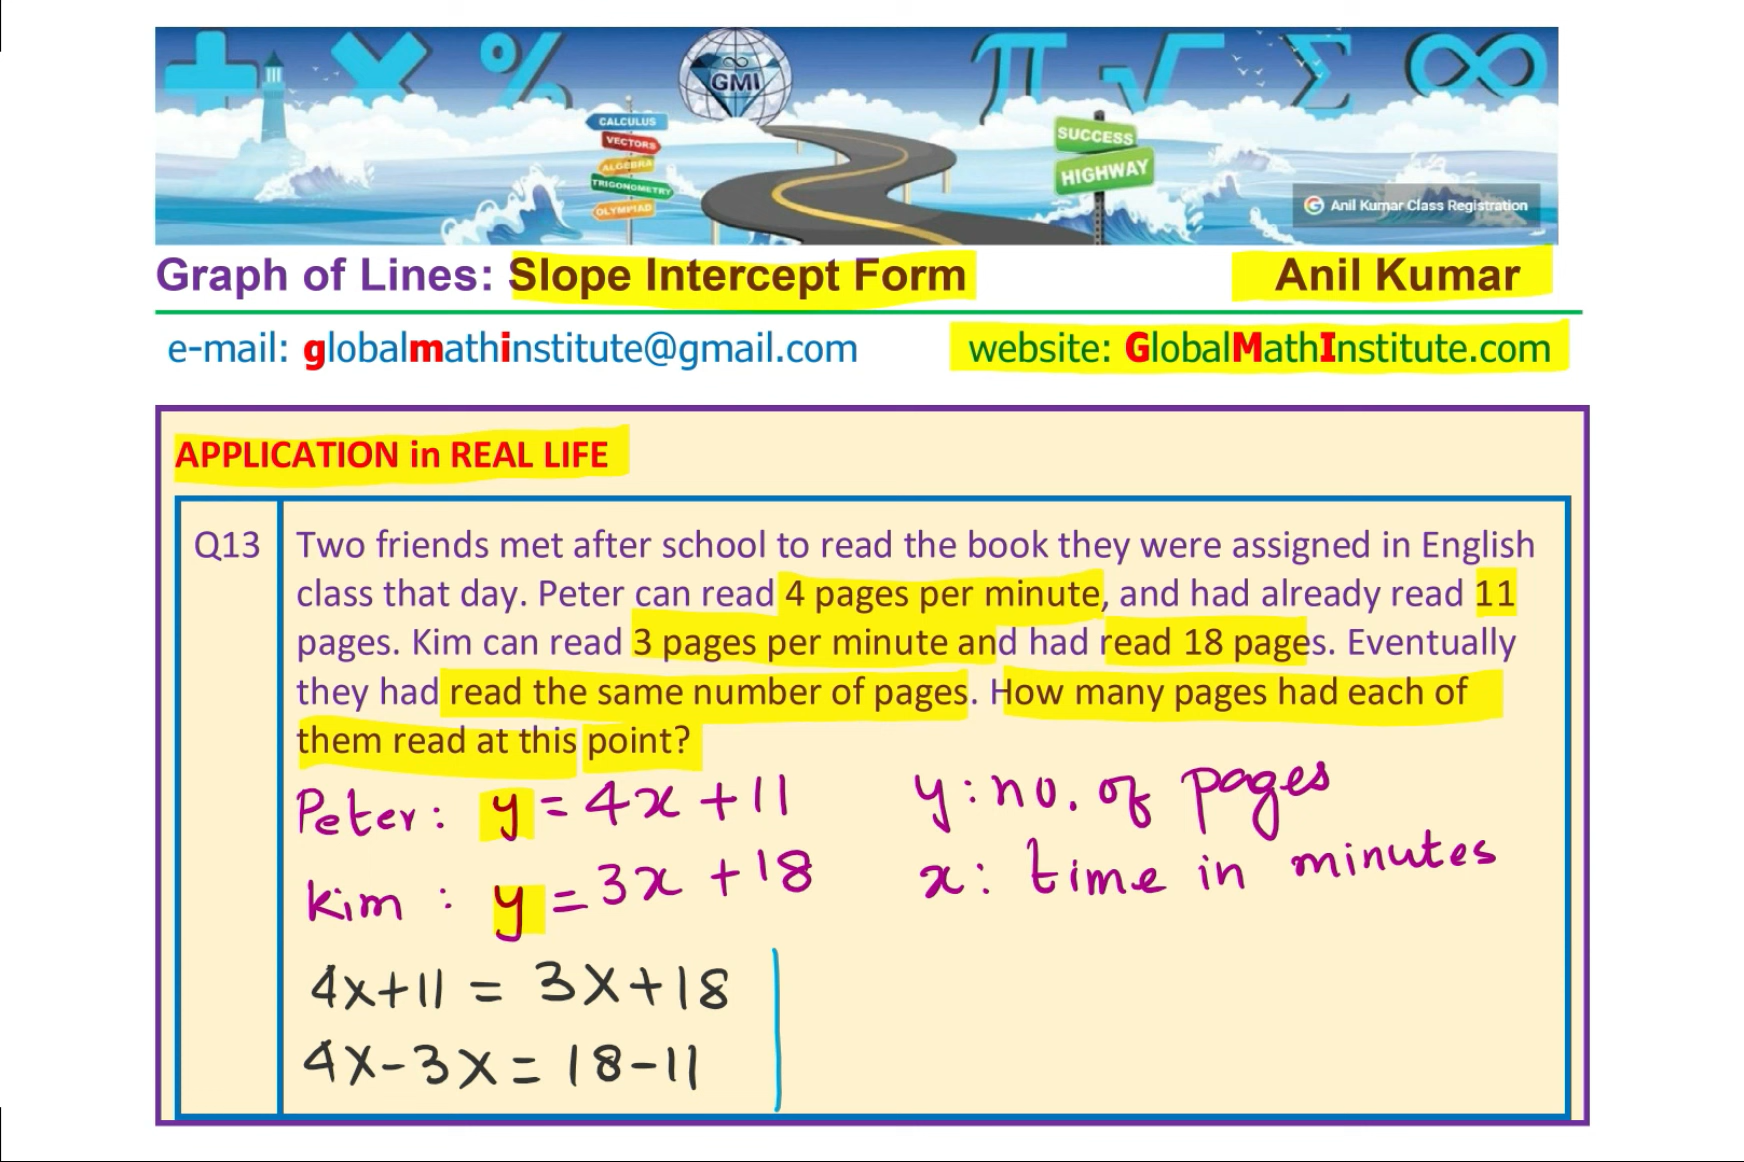 GMI
CALCULUS
VECTORS
ALGEBRA
TRIGONOMETRY
OLYMPIAD
SUCCESS
HIGHWAY
Anil Kumar Class Registration
Graph of Lines: Slope Intercept Form Anil Kumar
e-mail: globalmathinstitute@gmail.com website: GlobalMathInstitute.com
APPLICATION in REAL LIFE
Q13 Two friends met after school to read the book they were assigned in English
class that day. Peter can read 4 pages per minute, and had already read 11
pages. Kim can read 3 pages per minute and had read 18 pages. Eventually
they had read the same number of pages. How many pages had each of
them read at this point?
Peter: y = 4x + 11 y: no. of pages
Kim : y = 3x + 18 x: time in minutes
4x+11 = 3x+18
4x-3x = 18-11